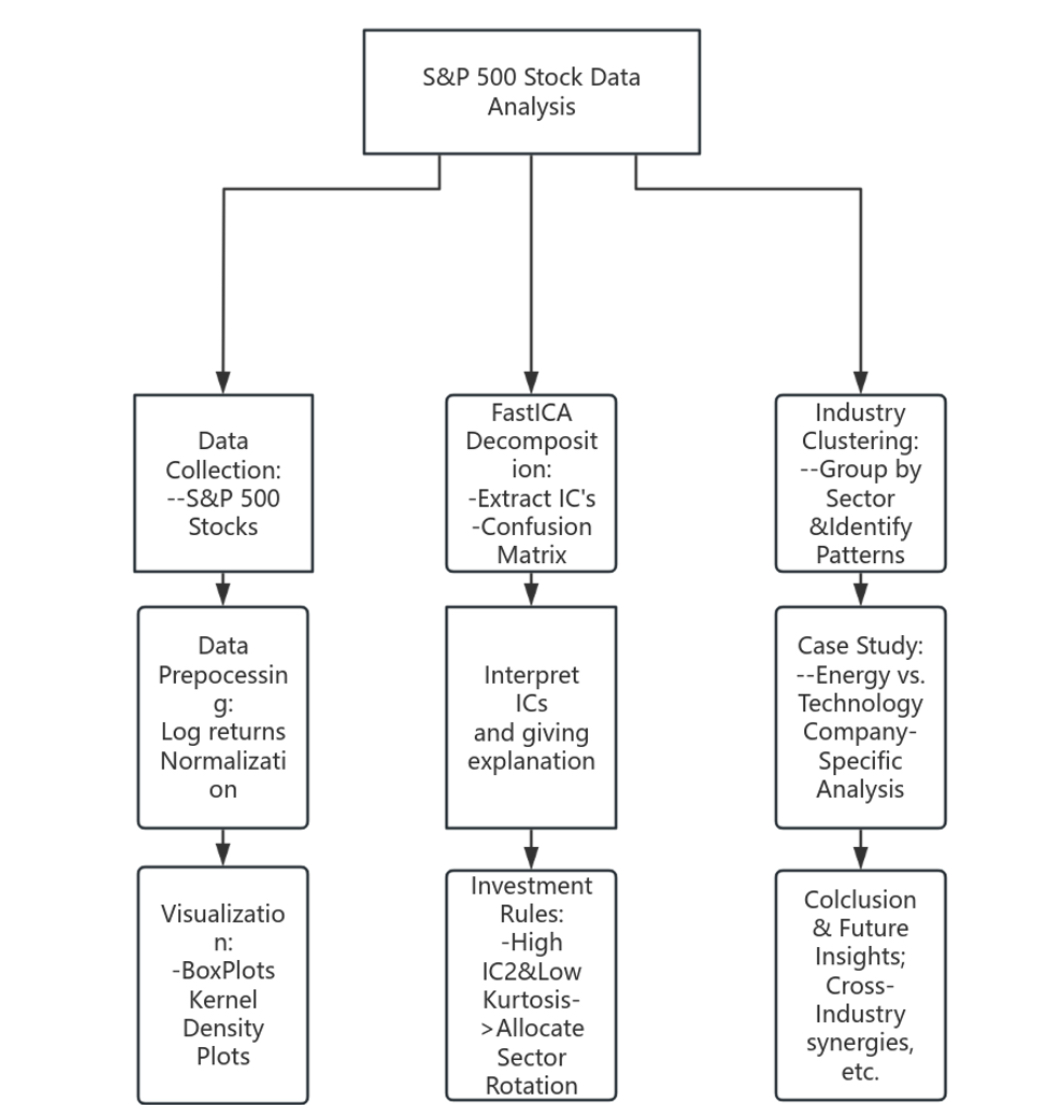 S&P 500 Stock Data
Analysis
Data
Collection:
--S&P 500
Stocks
FastICA
Decomposit
ion:
-Extract IC's
-Confusion
Matrix
Industry
Clustering:
--Group by
Sector
&Identify
Patterns
Data
Prepocessin
g:
Log returns
Normalizati
on
Interpret
ICs
and giving
explanation
Case Study:
--Energy vs.
Technology
Company-
Specific
Analysis
Visualizatio
n:
-BoxPlots
Kernel
Density
Plots
Investment
Rules:
-High
IC2&Low
Kurtosis-
>Allocate
Sector
Rotation
Colclusion
& Future
Insights;
Cross-
Industry
synergies,
etc.